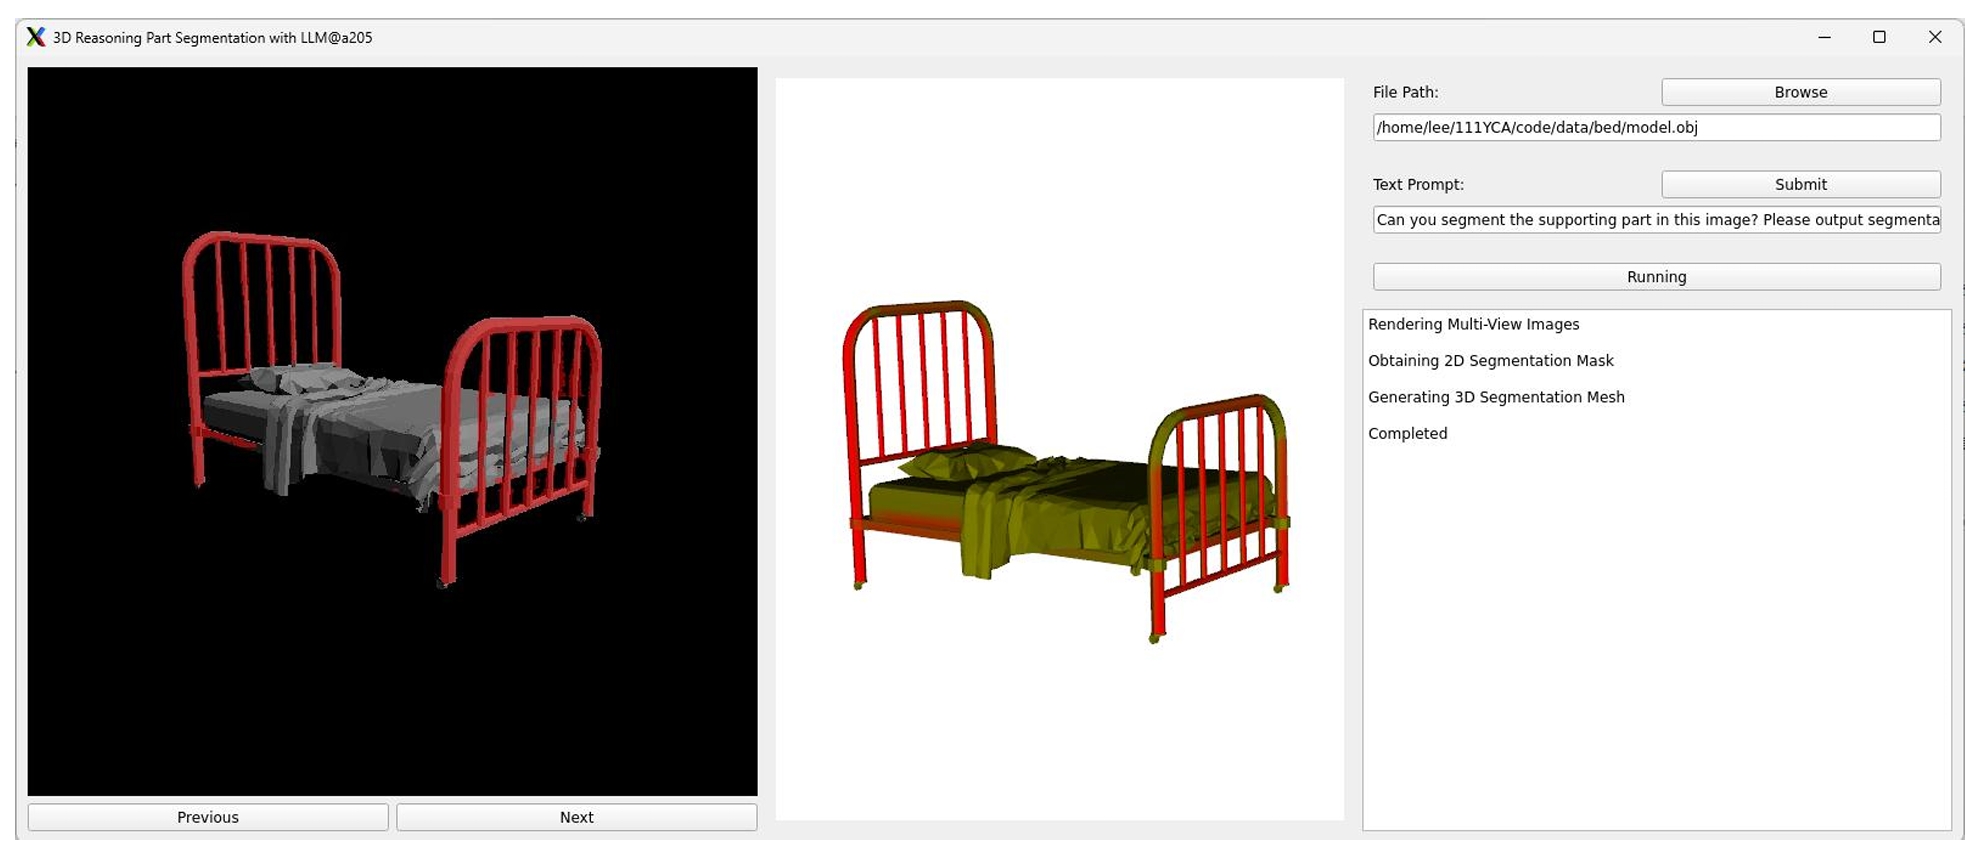 3D Reasoning Part Segmentation with LLM@a205
File Path:
Browse
/home/lee/111YCA/code/data/bed/model.obj
Text Prompt:
Submit
Can you segment the supporting part in this image? Please output segmenta
Running
Rendering Multi-View Images
Obtaining 2D Segmentation Mask
Generating 3D Segmentation Mesh
Completed
Previous
Next